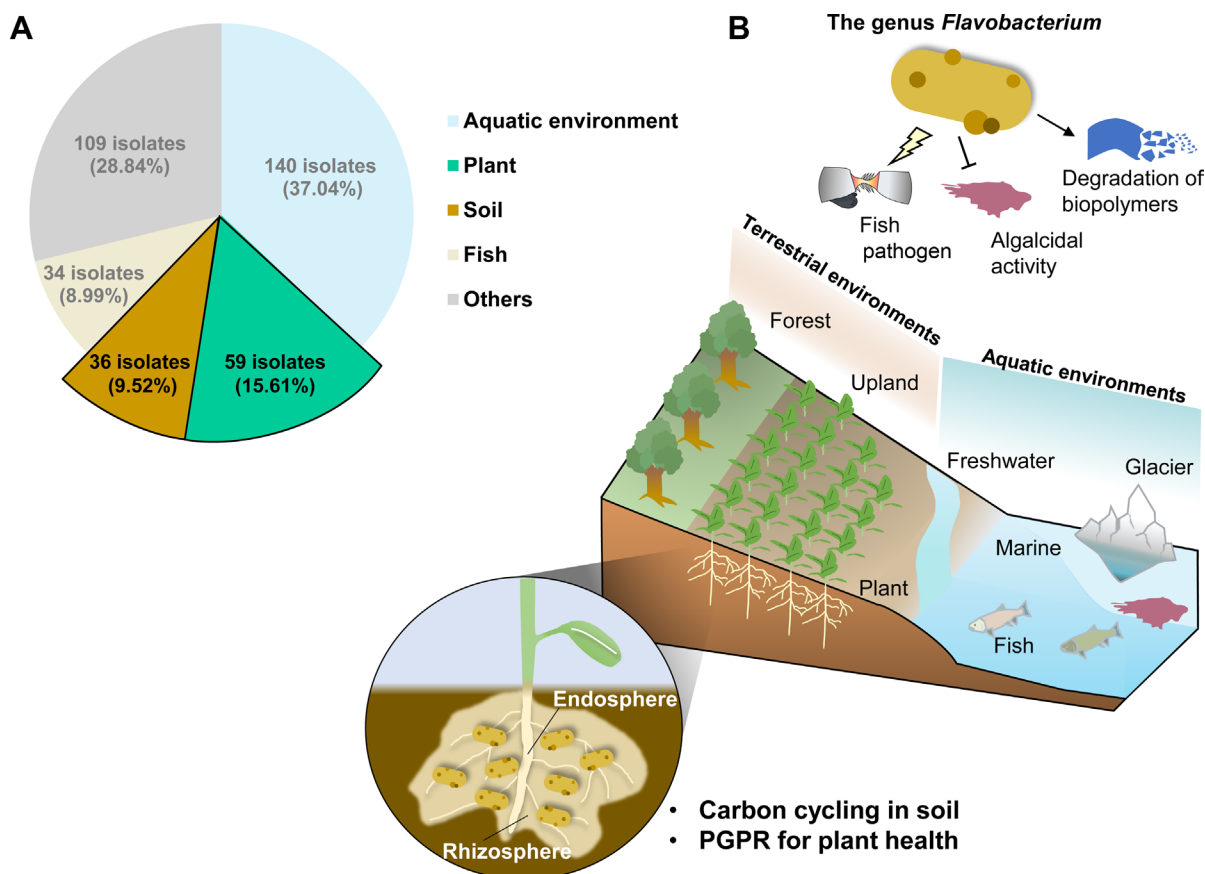 A
109 isolates
(28.84%)
140 isolates
(37.04%)
34 isolates
(8.99%)
36 isolates
(9.52%)
59 isolates
(15.61%)
Aquatic environment
Plant
Soil
Fish
Others
B
The genus Flavobacterium
Fish
pathogen
Algalcidal
activity
Degradation of
biopolymers
Terrestrial environments
Aquatic environments
Forest
Upland
Freshwater
Glacier
Marine
Plant
Fish
Endosphere
Rhizosphere
• Carbon cycling in soil
• PGPR for plant health